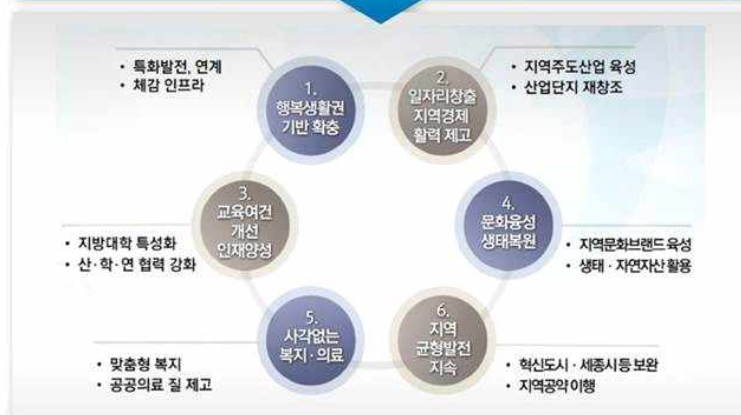 • 특화발전, 연계
• 체감 인프라
1.
행복생활권
기반 확충
2.
일자리창출
지역경제
활력 제고
• 지역주도산업 육성
• 산업단지 재창조
3.
교육여건
개선
인재양성
• 지방대학 특성화
• 산·학·연 협력 강화
4.
문화융성
생태복원
• 지역문화브랜드 육성
• 생태·자연자산 활용
5.
사각없는
복지·의료
• 맞춤형 복지
• 공공의료 질 제고
6.
지역
균형발전
지속
• 혁신도시·세종시 등 보완
• 지역공약 이행